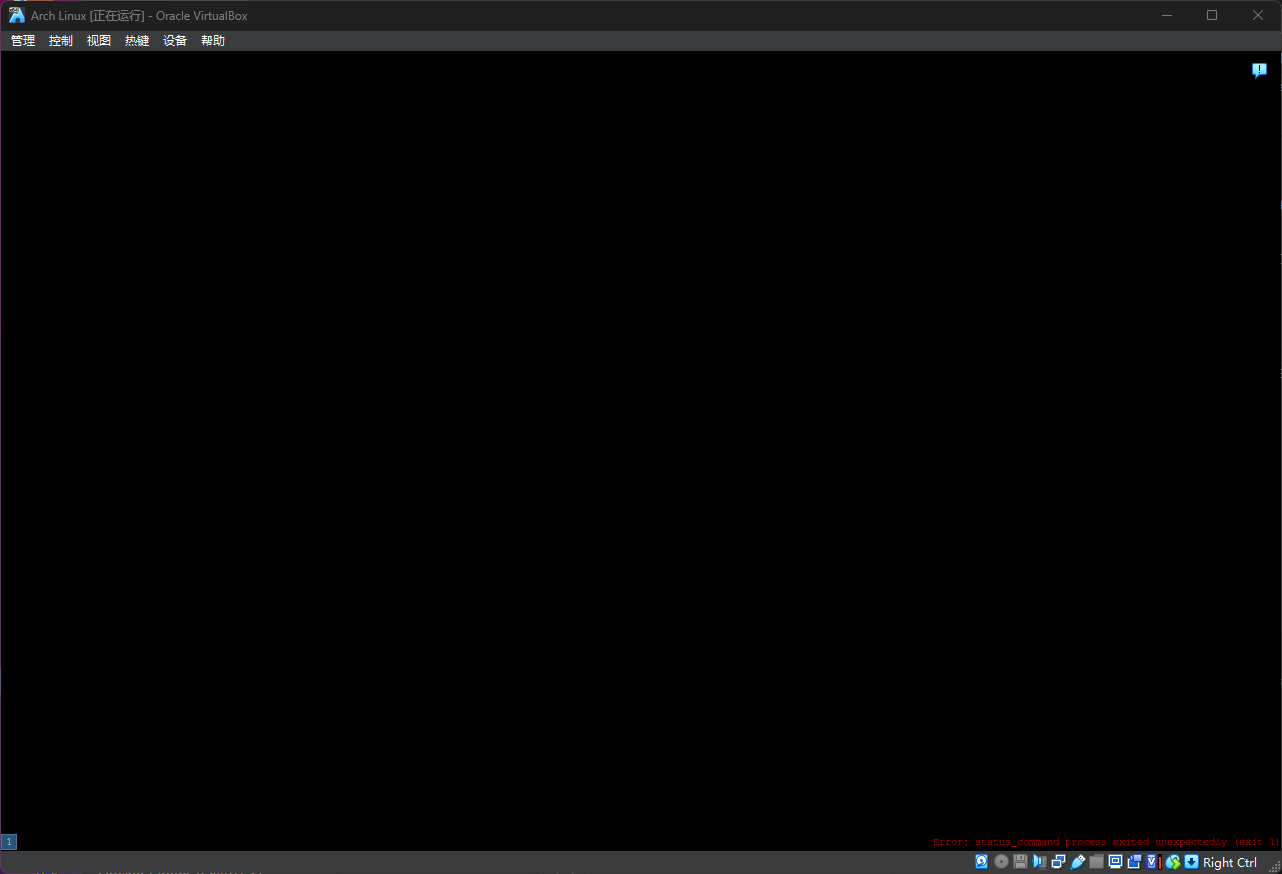 Arch Linux [正在运行] - Oracle VirtualBox
管理 控制 视图 热键 设备 帮助
1
Error: status_command process exited unexpectedly (exit 1)
Right Ctrl